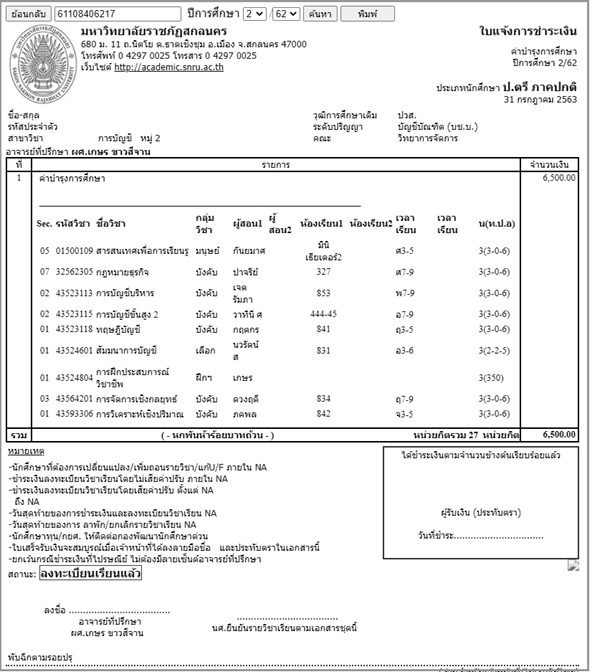 ย้อนกลับ 61108406217 ปีการศึกษา 2 / 62 ค้นหา พิมพ์
มหาวิทยาลัยราชภัฏสกลนคร ใบแจ้งการชำระเงิน
680 ม. 11 ถ.นิตโย ต.ธาตุเชิงชุม อ.เมือง จ.สกลนคร 47000
โทรศัพท์ 0 4297 0025 โทรสาร 0 4297 0025 ค่าบำรุงการศึกษา
เว็บไซต์ http://academic.snru.ac.th ปีการศึกษา 2/62
ประเภทนักศึกษา ป.ตรี ภาคปกติ
31 กรกฎาคม 2563
ชื่อ-สกุล วุฒิการศึกษาเดิม ปวส.
รหัสประจำตัว ระดับปริญญา บัญชีบัณฑิต (บช.บ.)
สาขาวิชา การบัญชี หมู่ 2 คณะ วิทยาการจัดการ
อาจารย์ที่ปรึกษา ผศ.เกษร ขาวสีจาน
ที่ รายการ จำนวนเงิน
1 ค่าบำรุงการศึกษา 6,500.00
Sec. รหัสวิชา ชื่อวิชา กลุ่มวิชา ผู้สอน1 ผู้สอน2 ห้องเรียน1 ห้องเรียน2 เวลาเรียน เวลาเรียน น(ท.ป.อ)
05 01500109 สารสนเทศเพื่อการเรียนรู้ มนุษย์ กันยมาศ มินิเธียเตอร์2 ศ3-5 3(3-0-6)
07 32562305 กฎหมายธุรกิจ บังคับ ปาจรีย์ 327 ศ7-9 3(3-0-6)
02 43523113 การบัญชีบริหาร บังคับ เจตรัมภา 853 พ7-9 3(3-0-6)
02 43523115 การบัญชีขั้นสูง 2 บังคับ วาทินี ศ 444-45 อ7-9 3(3-0-6)
01 43523118 ทฤษฎีบัญชี บังคับ กฤตกร 841 ฤ3-5 3(3-0-6)
01 43524601 สัมมนาการบัญชี เลือก นวรัตน์ ส 831 อ3-6 3(2-2-5)
01 43524804 การฝึกประสบการณ์วิชาชีพ ฝึกฯ เกษร 3(350)
03 43564201 การจัดการเชิงกลยุทธ์ บังคับ ดวงฤดี 834 ฤ7-9 3(3-0-6)
01 43593306 การวิเคราะห์เชิงปริมาณ บังคับ ภคพล 842 จ3-5 3(3-0-6)
รวม ( - หกพันห้าร้อยบาทถ้วน - ) หน่วยกิตรวม 27 หน่วยกิต 6,500.00
หมายเหตุ
-นักศึกษาที่ต้องการเปลี่ยนแปลง/เพิ่มถอนรายวิชา/แก้U/F ภายใน NA
-ชำระเงินลงทะเบียนวิชาเรียนโดยไม่เสียค่าปรับ ภายใน NA
-ชำระเงินลงทะเบียนวิชาเรียนโดยเสียค่าปรับ ตั้งแต่ NA
ถึง NA
-วันสุดท้ายของการชำระเงินและลงทะเบียนวิชาเรียน NA
-วันสุดท้ายของการ ลาพัก/ยกเลิกรายวิชาเรียน NA
-นักศึกษาทุน/กยศ. ให้ติดต่อกองพัฒนานักศึกษาด่วน
-ใบเสร็จรับเงินจะสมบูรณ์เมื่อเจ้าหน้าที่ได้ลงลายมือชื่อ และประทับตราในเอกสารนี้
-ยกเว้นกรณีชำระเงินที่ไปรษณีย์ ไม่ต้องมีลายเซ็นต์อาจารย์ที่ปรึกษา
สถานะ: ลงทะเบียนเรียนแล้ว
ได้ชำระเงินตามจำนวนข้างต้นเรียบร้อยแล้ว
ผู้รับเงิน (ประทับตรา)
วันที่ชำระ..............................
ลงชื่อ ..................................
อาจารย์ที่ปรึกษา
ผศ.เกษร ขาวสีจาน
..................................
นศ.ยืนยันรายวิชาเรียนตามเอกสารชุดนี้
พับฉีกตามรอยปรุ